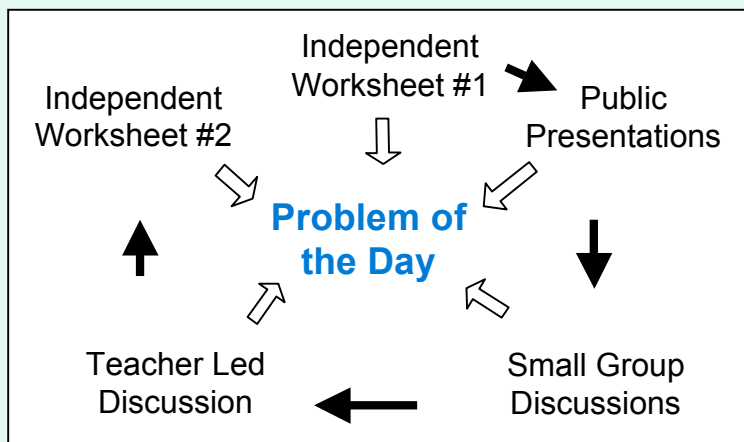 Independent
Worksheet #1
Independent
Worksheet #2
Public
Presentations
Problem of
the Day
Teacher Led
Discussion
Small Group
Discussions